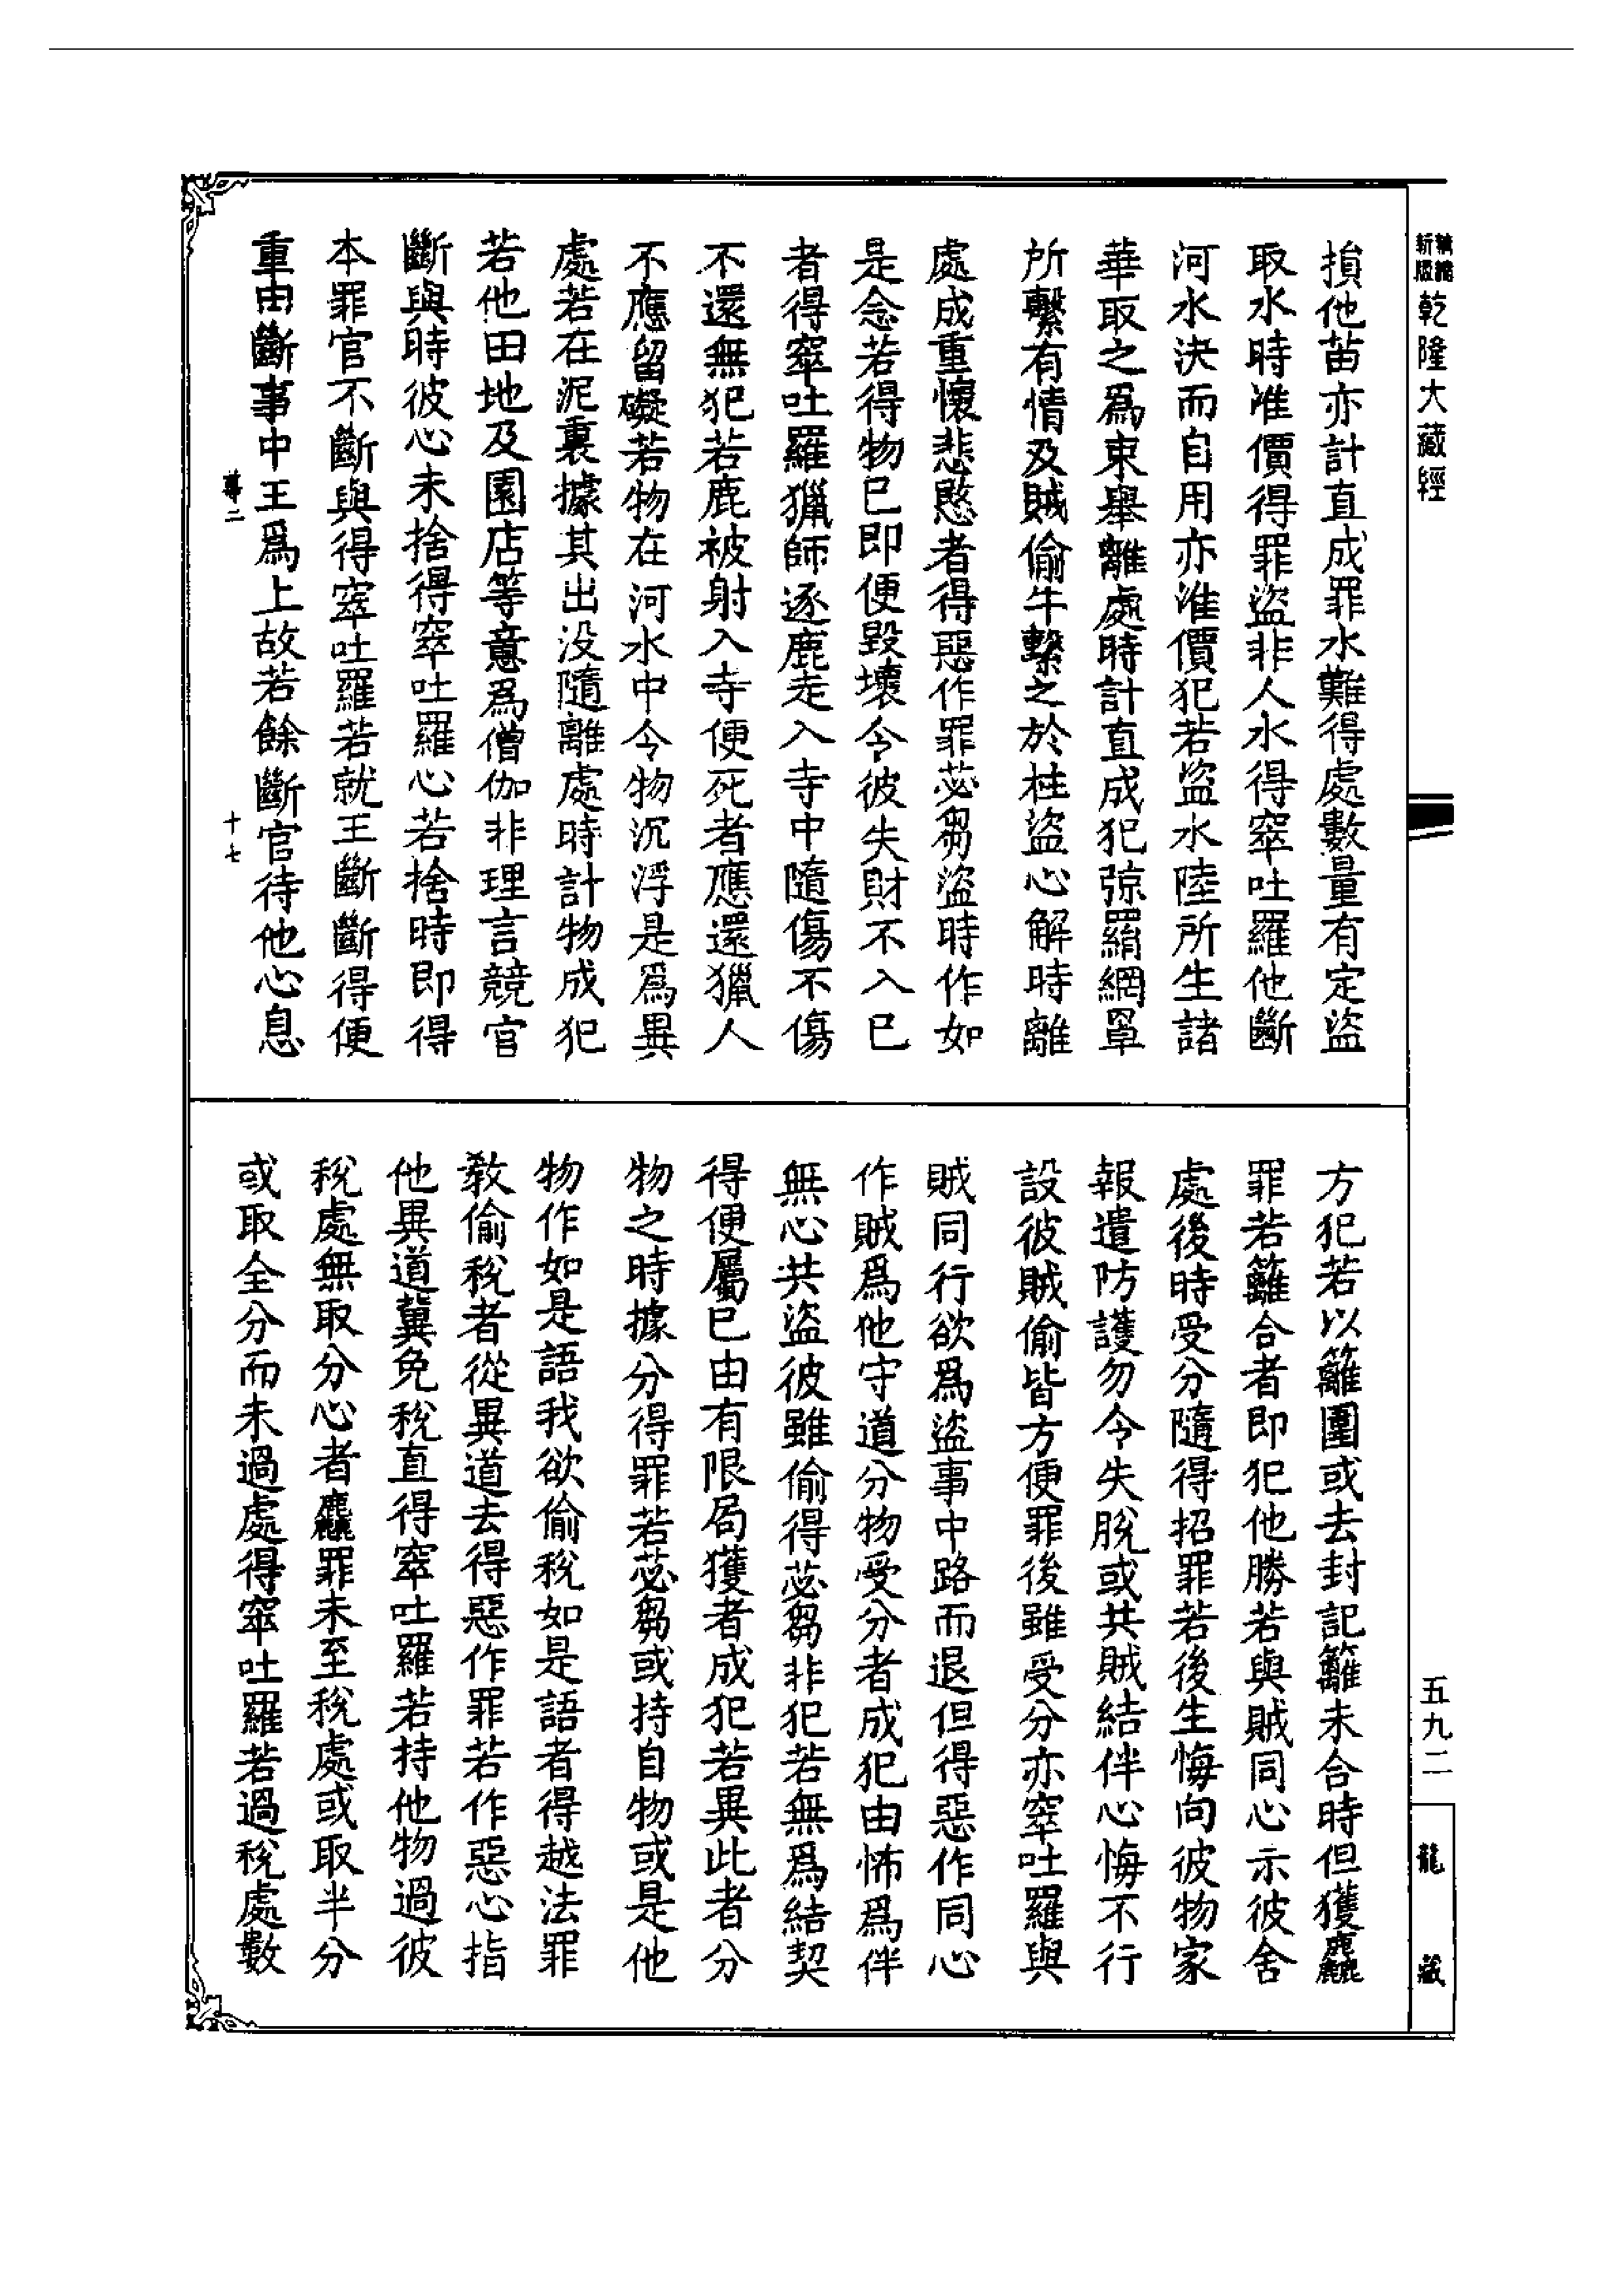 新版
乾隆大藏經
損他苗亦計直成罪水難得處數量有定盜
取水時准價得罪盜非人水得窣吐羅他斷
河水決而自用亦准價犯若盜水陸所生諸
華取之爲束舉離處時計直成犯弶羂網罩
所繫有情及賊偷牛繫之於柱盜心解時離
處成重懷悲愍者得惡作罪苾芻盜時作如
是念若得物已即便毀壞令彼失財不入已
者得窣吐羅獵師逐鹿走入寺中隨傷不傷
不還無犯若鹿被射入寺便死者應還獵人
不應留礙若物在河水中令物沉浮是爲異
處若在泥裏據其出没隨離處時計物成犯
若他田地及園店等意爲僧伽非理言競官
斷與時彼心未捨得窣吐羅心若捨時即得
本罪官不斷與得窣吐羅若就王斷斷得便
重由斷事中王爲上故若餘斷官待他心息
尊二
十七
方犯若以籬圍或去封記籬未合時但獲麤
罪若籬合者即犯他勝若與賊同心示彼舍
處後時受分隨得招罪若後生悔向彼物家
報遣防護勿令失脫或共賊結伴心悔不行
設彼賊偷皆方便罪後雖受分亦窣吐羅與
賊同行欲爲盜事中路而退但得惡作同心
作賊爲他守道分物受分者成犯由怖爲伴
無心共盜彼雖偷得苾芻非犯若無爲結契
得便屬已由有限局獲者成犯若異此者分
物之時據分得罪若苾芻或持自物或是他
物作如是語我欲偷稅如是語者得越法罪
教偷稅者從異道去得惡作罪若作惡心指
他異道冀免稅直得窣吐羅若持他物過彼
稅處無取分心者麤罪未至稅處或取半分
或取全分而未過處得窣吐羅若過稅處數
五九二
龍
藏